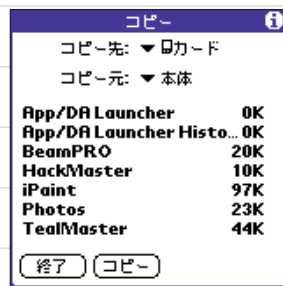 コピー
コピー先: ▼ カード
コピー元: ▼ 本体
App/DA Launcher 0K
App/DA Launcher Histo... 0K
BeamPRO 20K
HackMaster 10K
iPaint 97K
Photos 23K
TealMaster 44K
終了 コピー